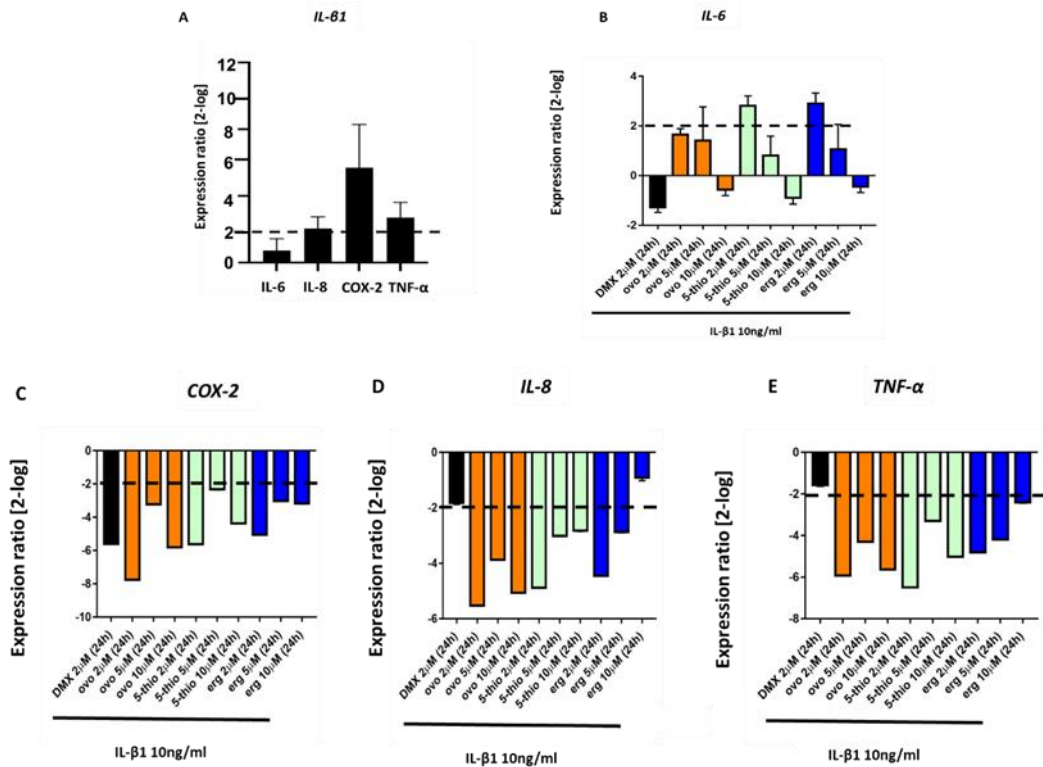 A
IL-β1
Expression ratio [2-log]
12
10
8
6
4
2
0
IL-6 IL-8 COX-2 TNF-α
B
IL-6
Expression ratio [2-log]
4
2
0
-2
DMX 2μM (24h)
ovo 2μM (24h)
ovo 5μM (24h)
ovo 10μM (24h)
5-thio 2μM (24h)
5-thio 5μM (24h)
5-thio 10μM (24h)
erg 2μM (24h)
erg 5μM (24h)
erg 10μM (24h)
IL-β1 10ng/ml
C
COX-2
Expression ratio [2-log]
0
-2
-4
-6
-8
-10
DMX 2μM (24h)
ovo 2μM (24h)
ovo 5μM (24h)
ovo 10μM (24h)
5-thio 2μM (24h)
5-thio 5μM (24h)
5-thio 10μM (24h)
erg 2μM (24h)
erg 5μM (24h)
erg 10μM (24h)
IL-β1 10ng/ml
D
IL-8
Expression ratio [2-log]
0
-2
-4
-6
DMX 2μM (24h)
ovo 2μM (24h)
ovo 5μM (24h)
ovo 10μM (24h)
5-thio 2μM (24h)
5-thio 5μM (24h)
5-thio 10μM (24h)
erg 2μM (24h)
erg 5μM (24h)
erg 10μM (24h)
IL-β1 10ng/ml
E
TNF-α
Expression ratio [2-log]
0
-2
-4
-6
-8
DMX 2μM (24h)
ovo 2μM (24h)
ovo 5μM (24h)
ovo 10μM (24h)
5-thio 2μM (24h)
5-thio 5μM (24h)
5-thio 10μM (24h)
erg 2μM (24h)
erg 5μM (24h)
erg 10μM (24h)
IL-β1 10ng/ml